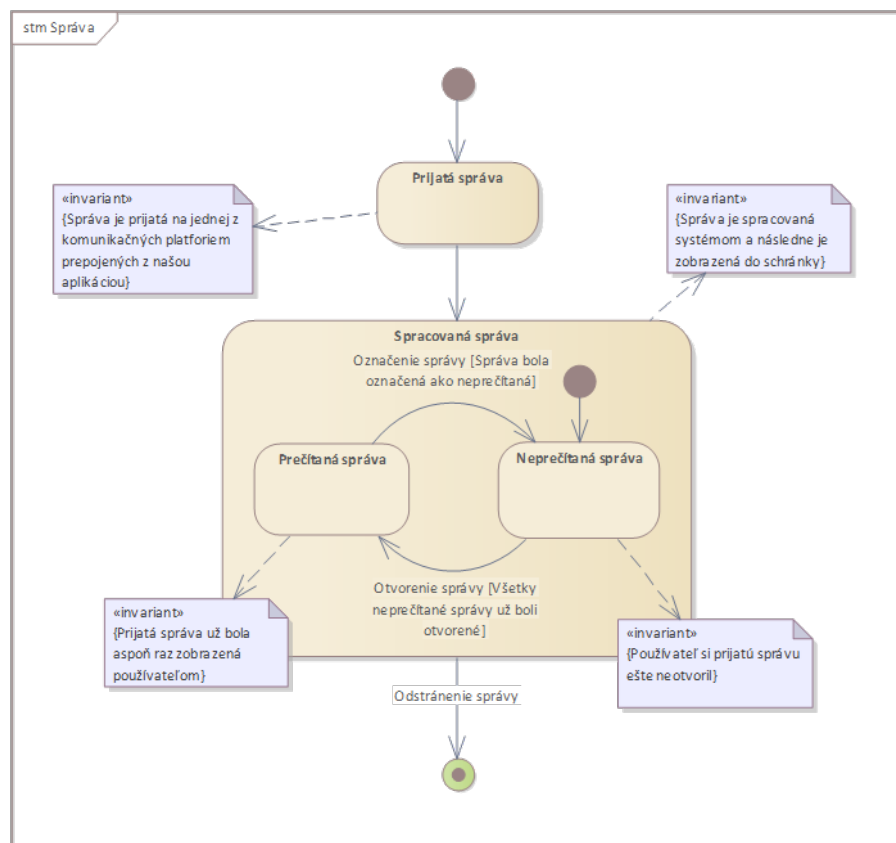 stm Správa
Prijatá správa
«invariant»
{Správa je prijatá na jednej z
komunikačných platforiem
prepojených z našou
aplikáciou}
«invariant»
{Správa je spracovaná
systémom a následne je
zobrazená do schránky}
Spracovaná správa
Označenie správy [Správa bola
označená ako neprečítaná]
Prečítaná správa
Neprečítaná správa
Otvorenie správy [Všetky
neprečítané správy už boli
otvorené]
«invariant»
{Prijatá správa už bola
aspoň raz zobrazená
používateľom}
«invariant»
{Používateľ si prijatú správu
ešte neotvoril}
Odstránenie správy